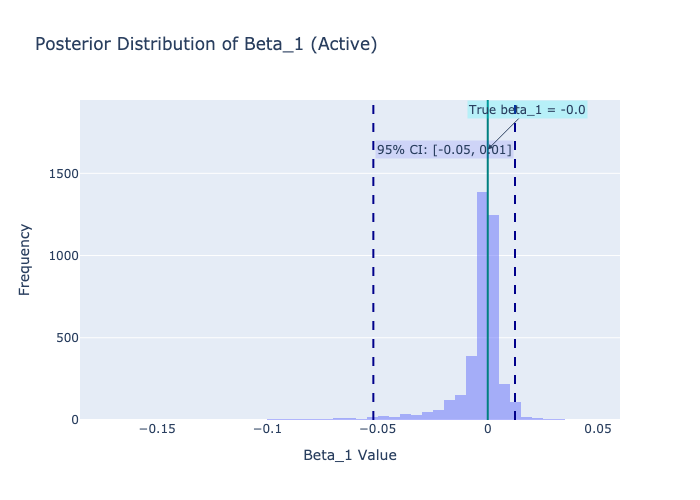 Posterior Distribution of Beta_1 (Active)
True beta_1 = -0.0
95% CI: [-0.05, 0.01]
1500
1000
500
0
Frequency
−0.15
−0.1
−0.05
0
0.05
Beta_1 Value